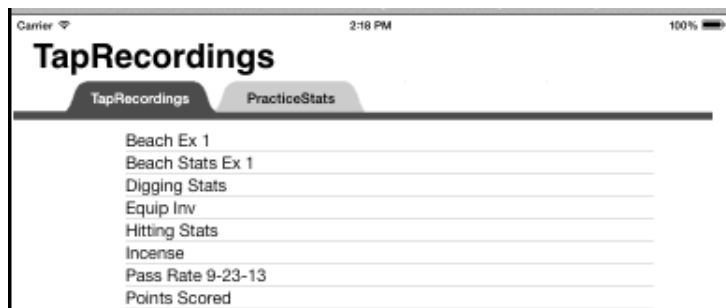 Carrier 2:18 PM 100%
TapRecordings
TapRecordings PracticeStats
Beach Ex 1
Beach Stats Ex 1
Digging Stats
Equip Inv
Hitting Stats
Incense
Pass Rate 9-23-13
Points Scored